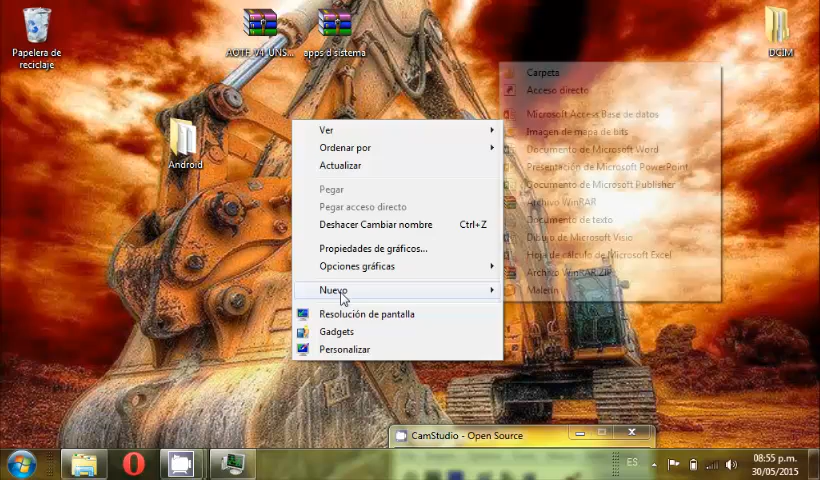 Papelera de
reciclaje
AOTF_V4_UNS...
apps d sistema
DCIM
Android
Ver
Ordenar por
Actualizar
Pegar
Pegar acceso directo
Deshacer Cambiar nombre Ctrl+Z
Propiedades de gráficos...
Opciones gráficas
Nuevo
Resolución de pantalla
Gadgets
Personalizar
Carpeta
Acceso directo
Microsoft Access Base de datos
Imagen de mapa de bits
Documento de Microsoft Word
Presentación de Microsoft PowerPoint
Documento de Microsoft Publisher
Archivo WinRAR
Documento de texto
Dibujo de Microsoft Visio
Hoja de cálculo de Microsoft Excel
Archivo WinRAR ZIP
Maletín
CamStudio - Open Source
ES
08:55 p.m.
30/05/2015